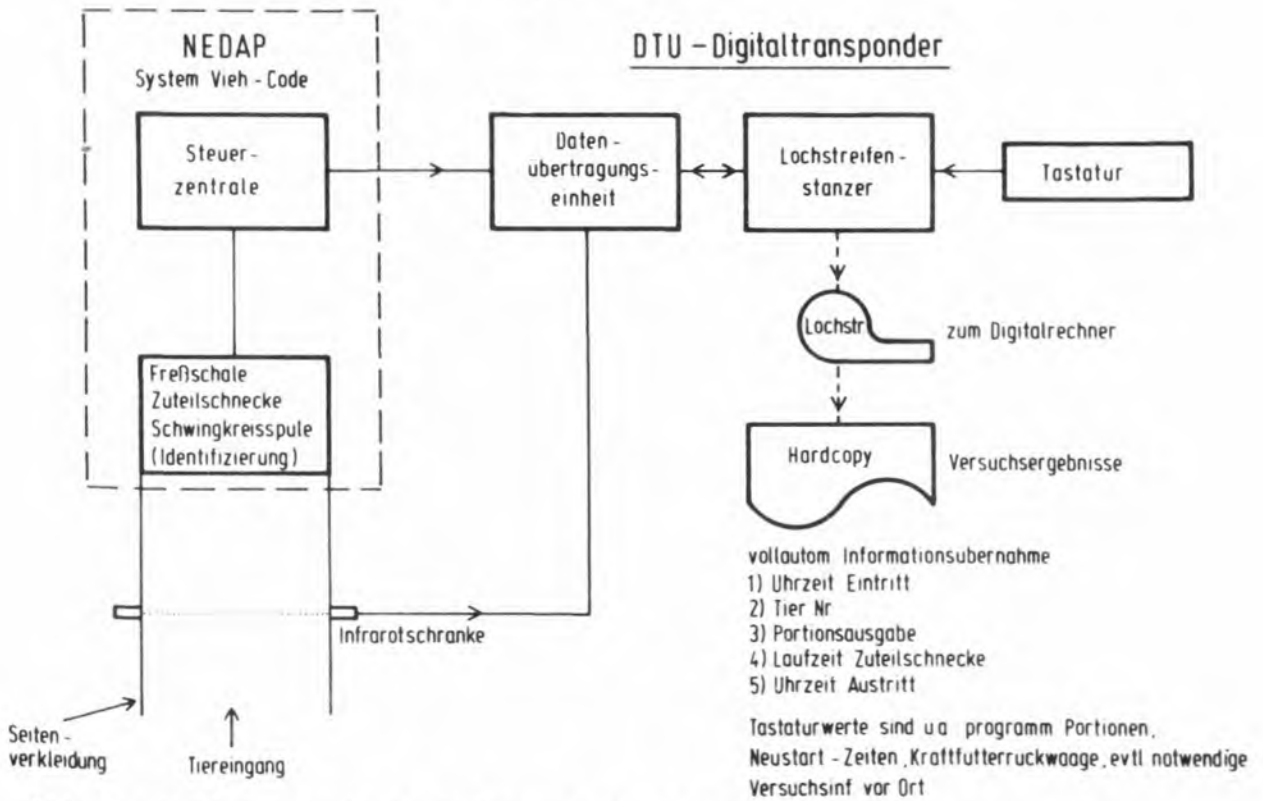 NEDAP
System Vieh - Code
DTU - Digitaltransponder
Steuer-
zentrale
Daten-
übertragungs-
einheit
Lochstreifen-
stanzer
Tastatur
Lochstr
zum Digitalrechner
Freßschale
Zuteilschnecke
Schwingkreisspule
(Identifizierung)
Hardcopy
Versuchsergebnisse
Infrarotschranke
vollautom Informationsubernahme
1) Uhrzeit Eintritt
2) Tier Nr
3) Portionsausgabe
4) Laufzeit Zuteilschnecke
5) Uhrzeit Austritt
Seiten-
verkleidung
Tiereingang
Tastaturwerte sind ua programm Portionen,
Neustart - Zeiten, Kraftfutterruckwaage, evtl notwendige
Versuchsinf vor Ort